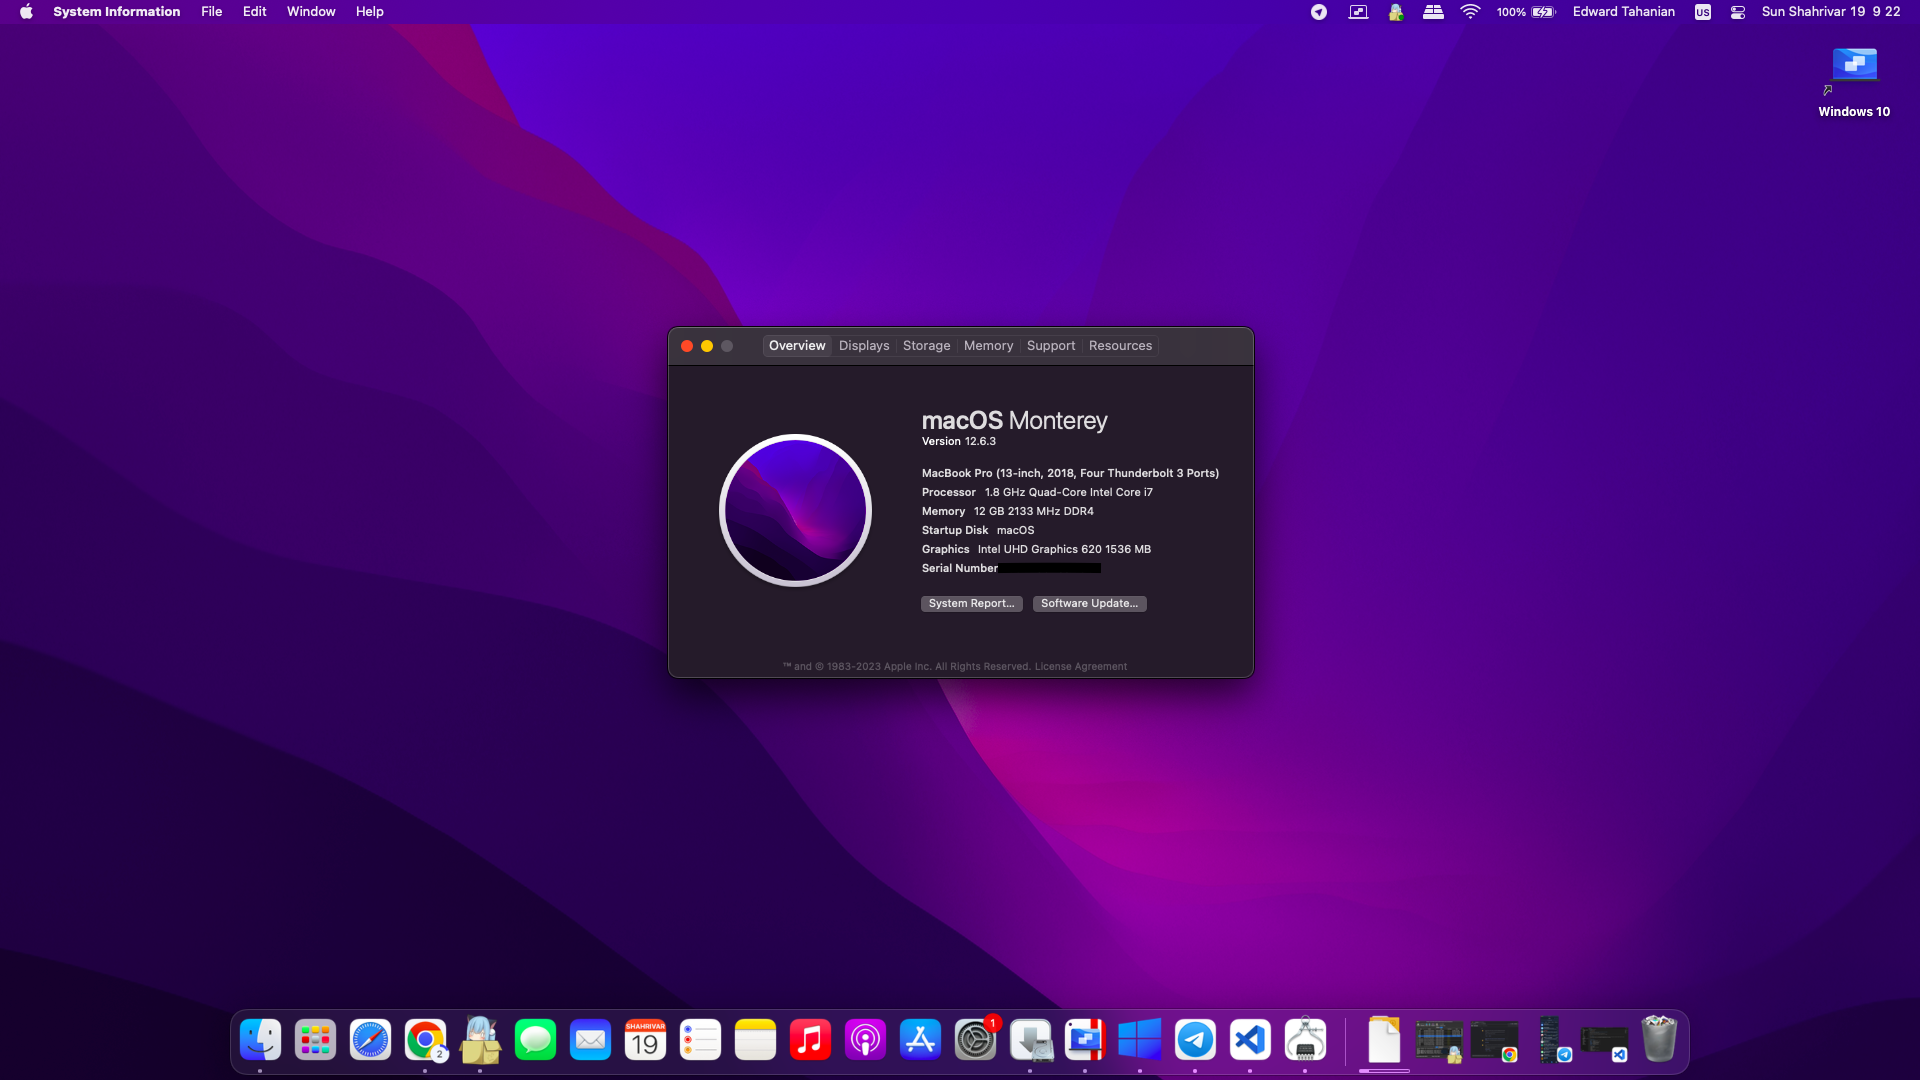 System Information File Edit Window Help
100% Edward Tahanian US Sun Shahrivar 19 9 22
Windows 10
Overview Displays Storage Memory Support Resources
macOS Monterey
Version 12.6.3
MacBook Pro (13-inch, 2018, Four Thunderbolt 3 Ports)
Processor 1.8 GHz Quad-Core Intel Core i7
Memory 12 GB 2133 MHz DDR4
Startup Disk macOS
Graphics Intel UHD Graphics 620 1536 MB
Serial Number
System Report... Software Update...
™ and © 1983-2023 Apple Inc. All Rights Reserved. License Agreement
2
SHAHRIVAR
19
1